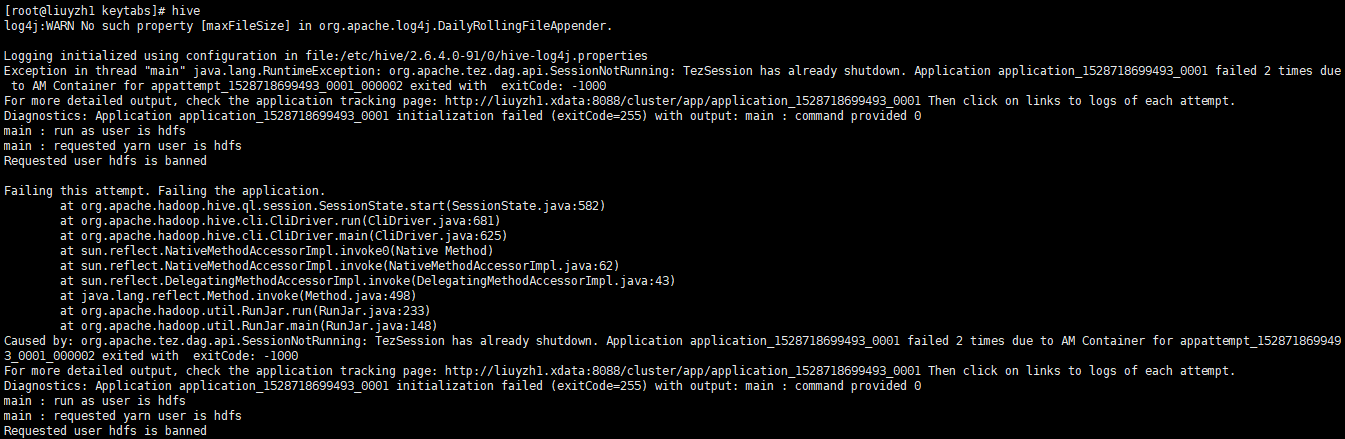 [root@liuyzh1 keytabs]# hive
log4j:WARN No such property [maxFileSize] in org.apache.log4j.DailyRollingFileAppender.
Logging initialized using configuration in file:/etc/hive/2.6.4.0-91/0/hive-log4j.properties
Exception in thread "main" java.lang.RuntimeException: org.apache.tez.dag.api.SessionNotRunning: TezSession has already shutdown. Application application_1528718699493_0001 failed 2 times due
 to AM Container for appattempt_1528718699493_0001_000002 exited with  exitCode: -1000
For more detailed output, check the application tracking page: http://liuyzh1.xdata:8088/cluster/app/application_1528718699493_0001 Then click on links to logs of each attempt.
Diagnostics: Application application_1528718699493_0001 initialization failed (exitCode=255) with output: main : command provided 0
main : run as user is hdfs
main : requested yarn user is hdfs
Requested user hdfs is banned
Failing this attempt. Failing the application.
        at org.apache.hadoop.hive.ql.session.SessionState.start(SessionState.java:582)
        at org.apache.hadoop.hive.cli.CliDriver.run(CliDriver.java:681)
        at org.apache.hadoop.hive.cli.CliDriver.main(CliDriver.java:625)
        at sun.reflect.NativeMethodAccessorImpl.invoke0(Native Method)
        at sun.reflect.NativeMethodAccessorImpl.invoke(NativeMethodAccessorImpl.java:62)
        at sun.reflect.DelegatingMethodAccessorImpl.invoke(DelegatingMethodAccessorImpl.java:43)
        at java.lang.reflect.Method.invoke(Method.java:498)
        at org.apache.hadoop.util.RunJar.run(RunJar.java:233)
        at org.apache.hadoop.util.RunJar.main(RunJar.java:148)
Caused by: org.apache.tez.dag.api.SessionNotRunning: TezSession has already shutdown. Application application_1528718699493_0001 failed 2 times due to AM Container for appattempt_152871869949
3_0001_000002 exited with  exitCode: -1000
For more detailed output, check the application tracking page: http://liuyzh1.xdata:8088/cluster/app/application_1528718699493_0001 Then click on links to logs of each attempt.
Diagnostics: Application application_1528718699493_0001 initialization failed (exitCode=255) with output: main : command provided 0
main : run as user is hdfs
main : requested yarn user is hdfs
Requested user hdfs is banned